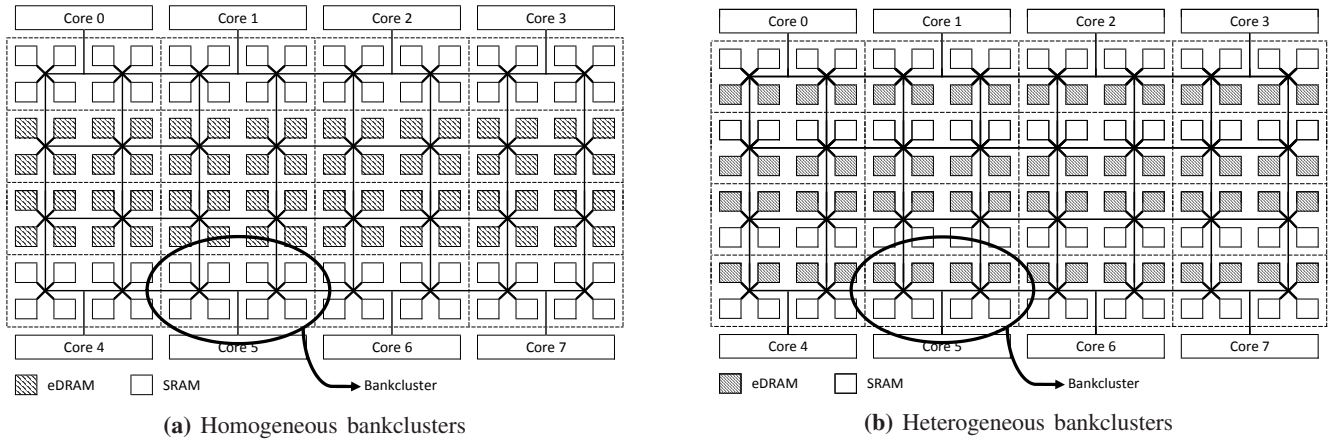 Core 0 Core 1 Core 2 Core 3
Core 4 Core 5 Core 6 Core 7
eDRAM SRAM Bankcluster
(a) Homogeneous bankclusters
Core 0 Core 1 Core 2 Core 3
Core 4 Core 5 Core 6 Core 7
eDRAM SRAM Bankcluster
(b) Heterogeneous bankclusters